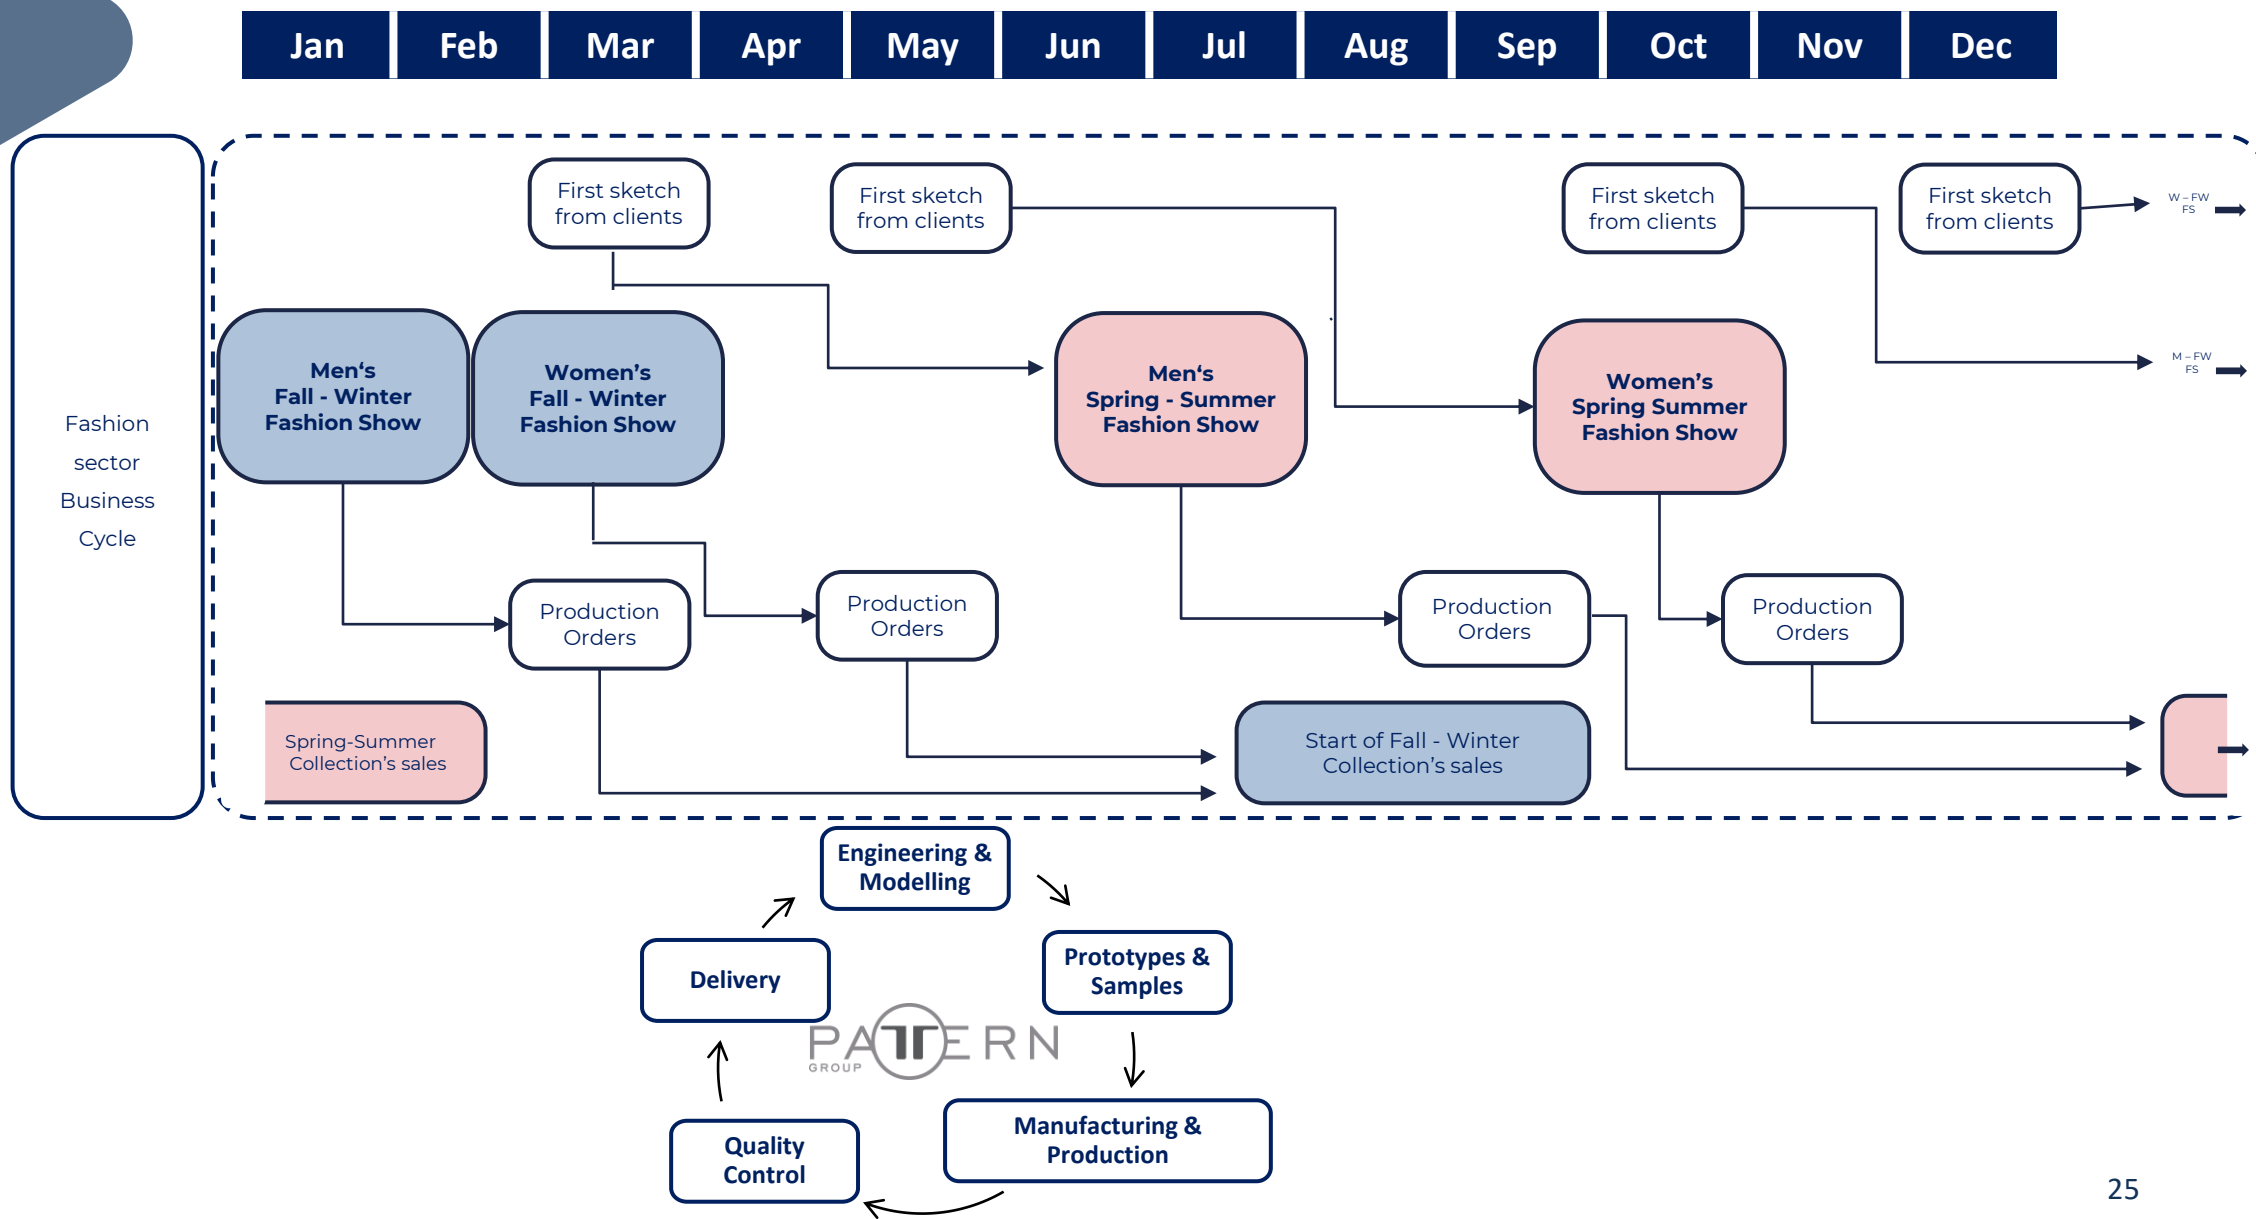 Jan Feb Mar Apr May Jun Jul Aug Sep Oct Nov Dec
First sketch
from clients
First sketch
from clients
First sketch
from clients
First sketch
from clients
W – FW
FS
Men‘s
Fall - Winter
Fashion Show
Women’s
Fall - Winter
Fashion Show
Men‘s
Spring - Summer
Fashion Show
Women’s
Spring Summer
Fashion Show
M – FW
FS
Fashion
sector
Business
Cycle
Production
Orders
Production
Orders
Production
Orders
Production
Orders
Spring-Summer
Collection’s sales
Start of Fall - Winter
Collection’s sales
Engineering &
Modelling
Prototypes &
Samples
Delivery
PATTERN
GROUP
Manufacturing &
Production
Quality
Control
25